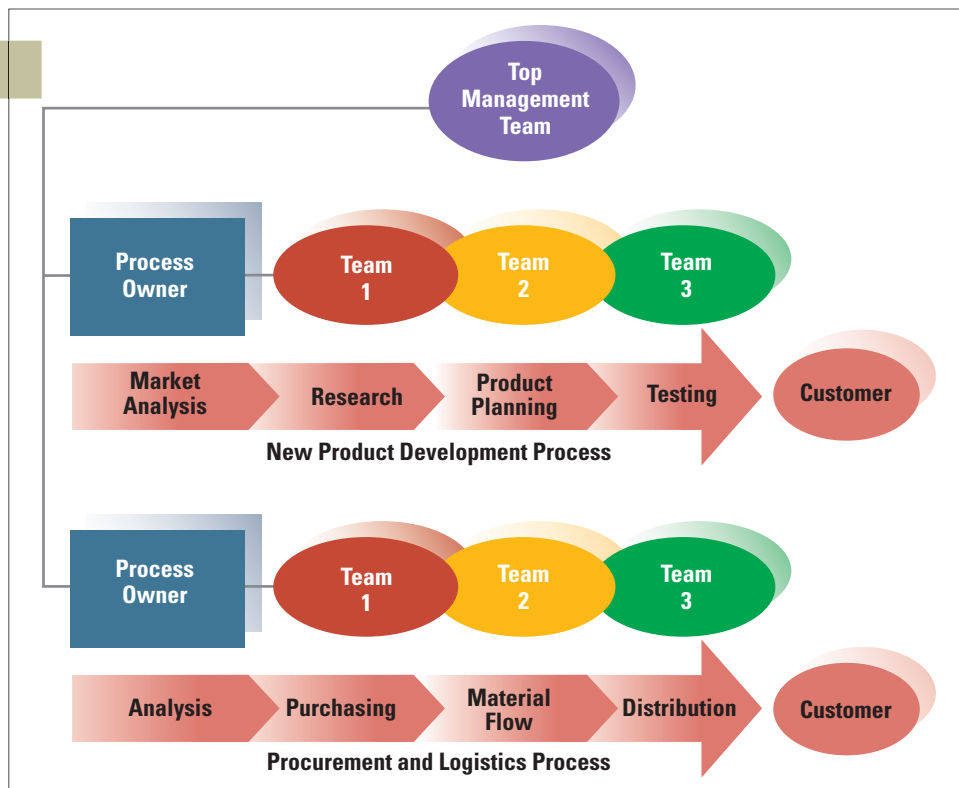 Top
Management
Team
Process
Owner
Team
1
Team
2
Team
3
Market
Analysis
Research
Product
Planning
Testing
Customer
New Product Development Process
Process
Owner
Team
1
Team
2
Team
3
Analysis
Purchasing
Material
Flow
Distribution
Customer
Procurement and Logistics Process